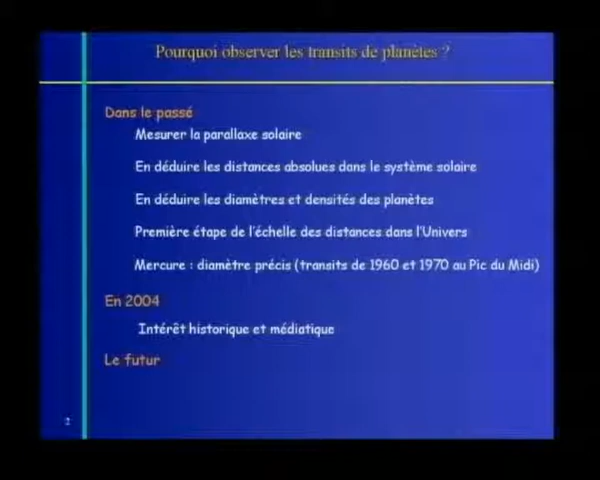 Pourquoi observer les transits de planètes ?
Dans le passé
Mesurer la parallaxe solaire
En déduire les distances absolues dans le système solaire
En déduire les diamètres et densités des planètes
Première étape de l'échelle des distances dans l'Univers
Mercure : diamètre précis (transits de 1960 et 1970 au Pic du Midi)
En 2004
Intérêt historique et médiatique
Le futur
2